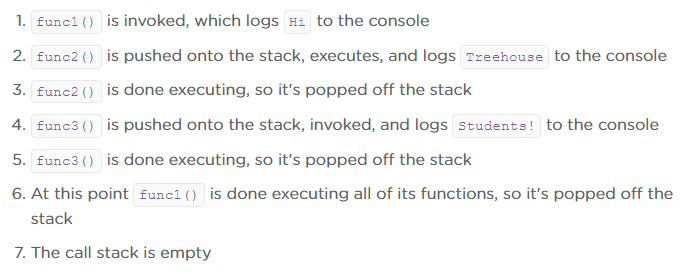 1. func1() is invoked, which logs Hi to the console
2. func2() is pushed onto the stack, executes, and logs Treehouse to the console
3. func2() is done executing, so it's popped off the stack
4. func3() is pushed onto the stack, invoked, and logs Students! to the console
5. func3() is done executing, so it's popped off the stack
6. At this point func1() is done executing all of its functions, so it's popped off the
stack
7. The call stack is empty